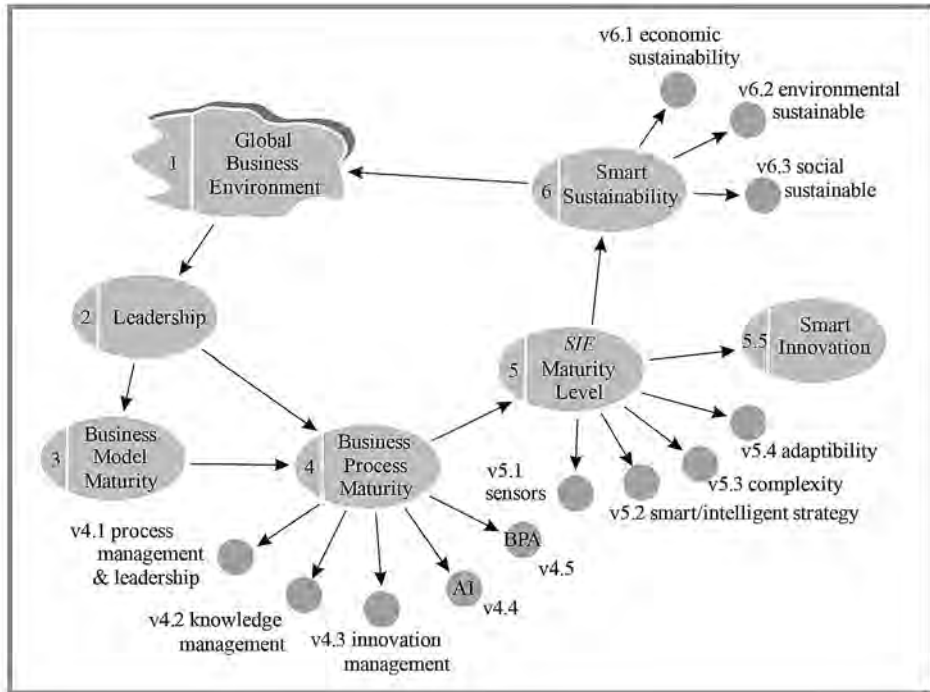 v6.1 economic
sustainability
v6.2 environmental
sustainable
v6.3 social
sustainable
1
Global
Business
Environment
6
Smart
Sustainability
2
Leadership
5
SIE
Maturity
Level
5.5
Smart
Innovation
3
Business
Model
Maturity
4
Business
Process
Maturity
v5.4 adaptibility
v5.3 complexity
v5.2 smart/intelligent strategy
v5.1
sensors
v4.1 process
management
& leadership
v4.2 knowledge
management
v4.3 innovation
management
AI
v4.4
BPA
v4.5